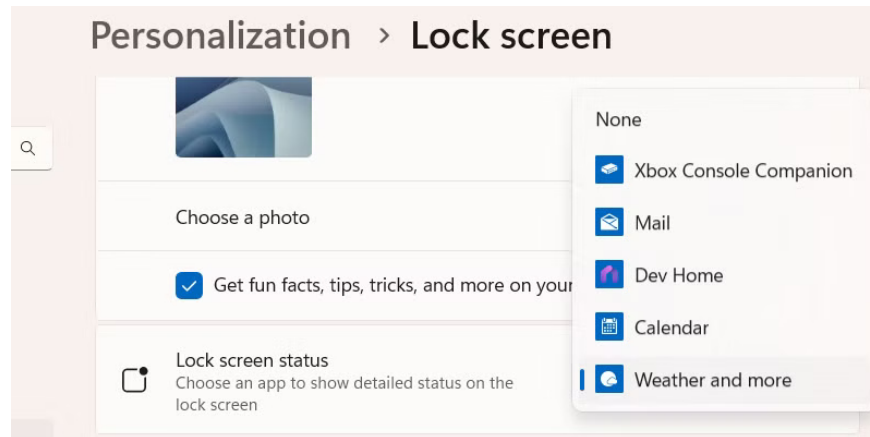 Personalization > Lock screen
Choose a photo
Get fun facts, tips, tricks, and more on your
Lock screen status
Choose an app to show detailed status on the
lock screen
None
Xbox Console Companion
Mail
Dev Home
Calendar
Weather and more